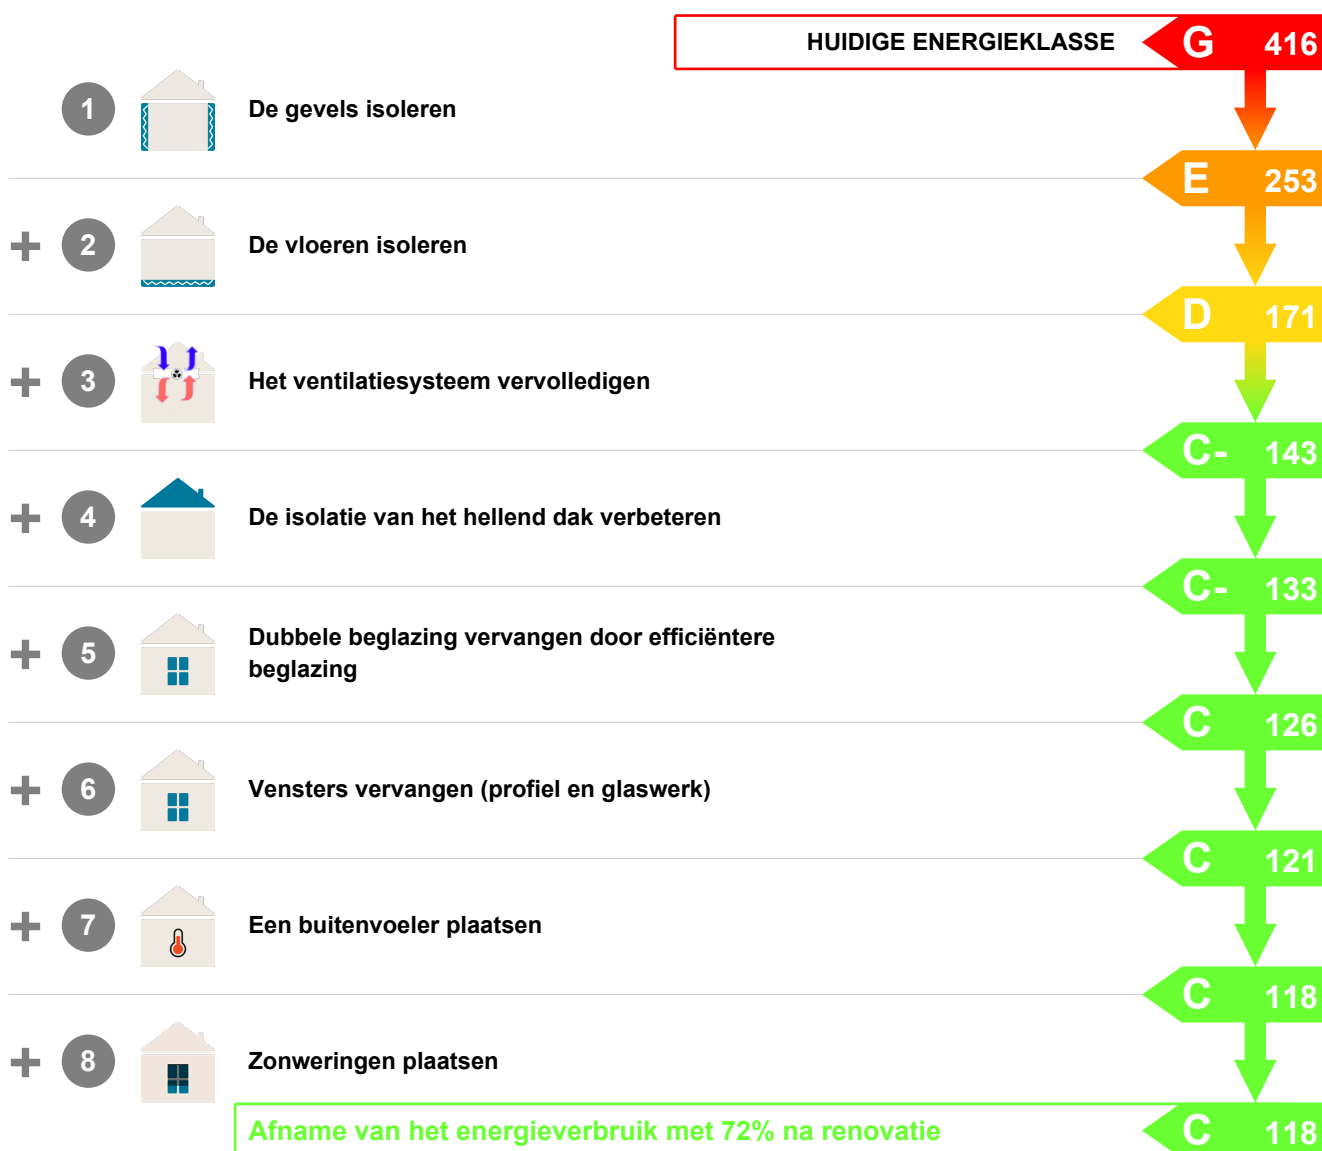 HUIDIGE ENERGIEKLASSE G 416
1 De gevels isoleren
E 253
+ 2 De vloeren isoleren
D 171
+ 3 Het ventilatiesysteem vervolledigen
C- 143
+ 4 De isolatie van het hellend dak verbeteren
C- 133
+ 5 Dubbele beglazing vervangen door efficiëntere
beglazing
C 126
+ 6 Vensters vervangen (profiel en glaswerk)
C 121
+ 7 Een buitenvoeler plaatsen
C 118
+ 8 Zonweringen plaatsen
Afname van het energieverbruik met 72% na renovatie C 118